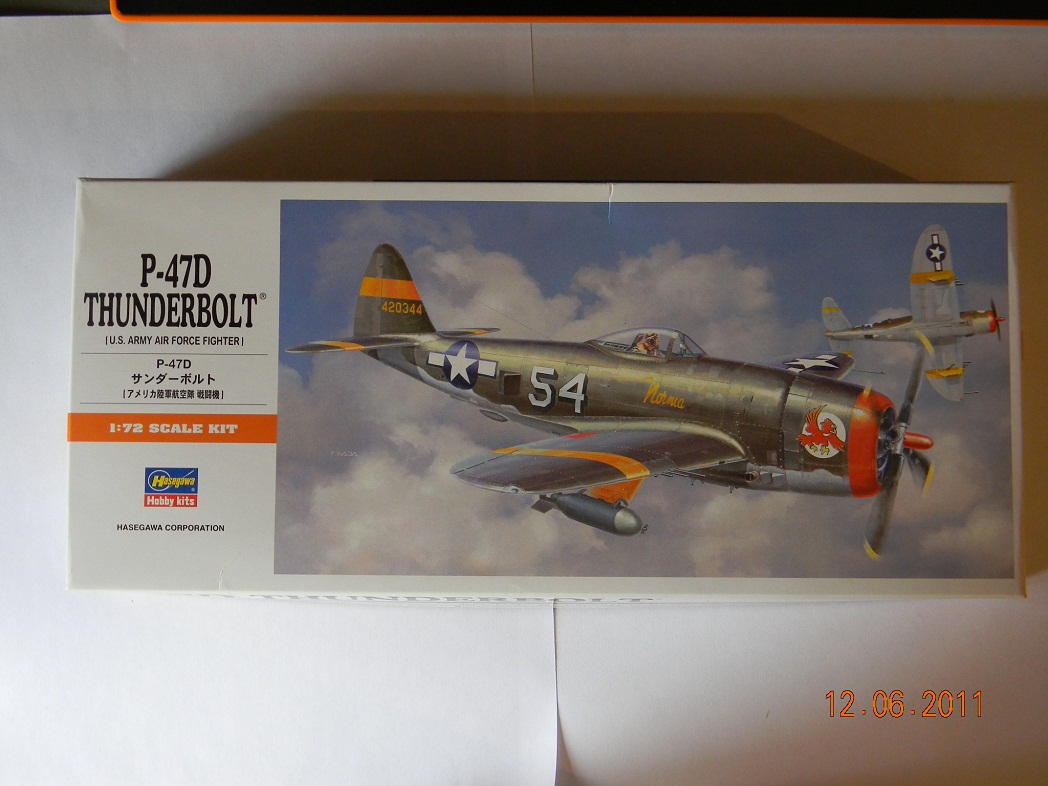 P-47D
THUNDERBOLT®
[U.S. ARMY AIR FORCE FIGHTER]
P-47D
サンダーボルト
[アメリカ陸軍航空隊 戦闘機]
1:72 SCALE KIT
Hasegawa®
Hobby kits
HASEGAWA CORPORATION
420344
54
Norma
THUNDERBOLT
12.06.2011